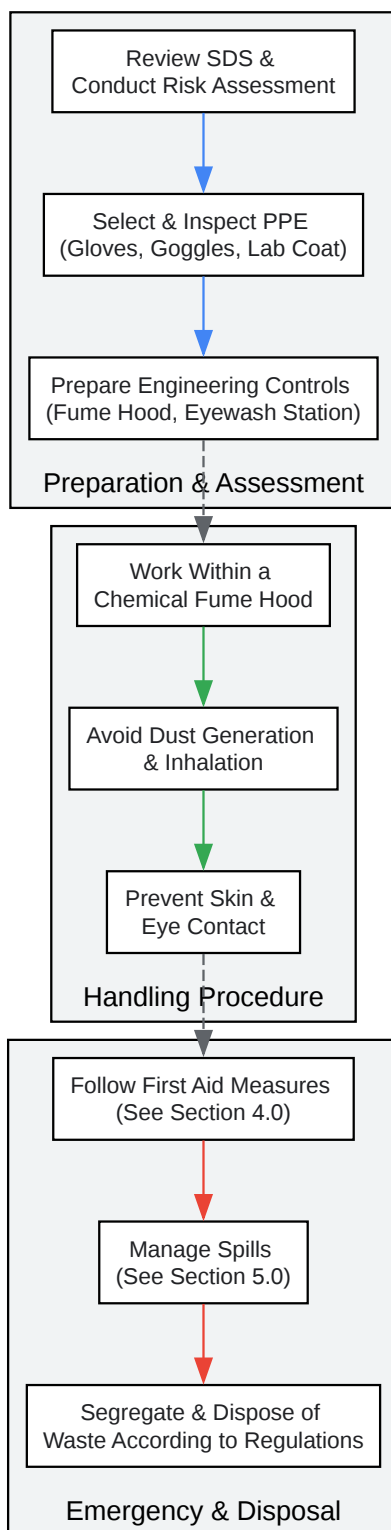 Review SDS &
Conduct Risk Assessment
Select & Inspect PPE
(Gloves, Goggles, Lab Coat)
Prepare Engineering Controls
(Fume Hood, Eyewash Station)
Preparation & Assessment
Work Within a
Chemical Fume Hood
Avoid Dust Generation
& Inhalation
Prevent Skin &
Eye Contact
Handling Procedure
Follow First Aid Measures
(See Section 4.0)
Manage Spills
(See Section 5.0)
Segregate & Dispose of
Waste According to Regulations
Emergency & Disposal